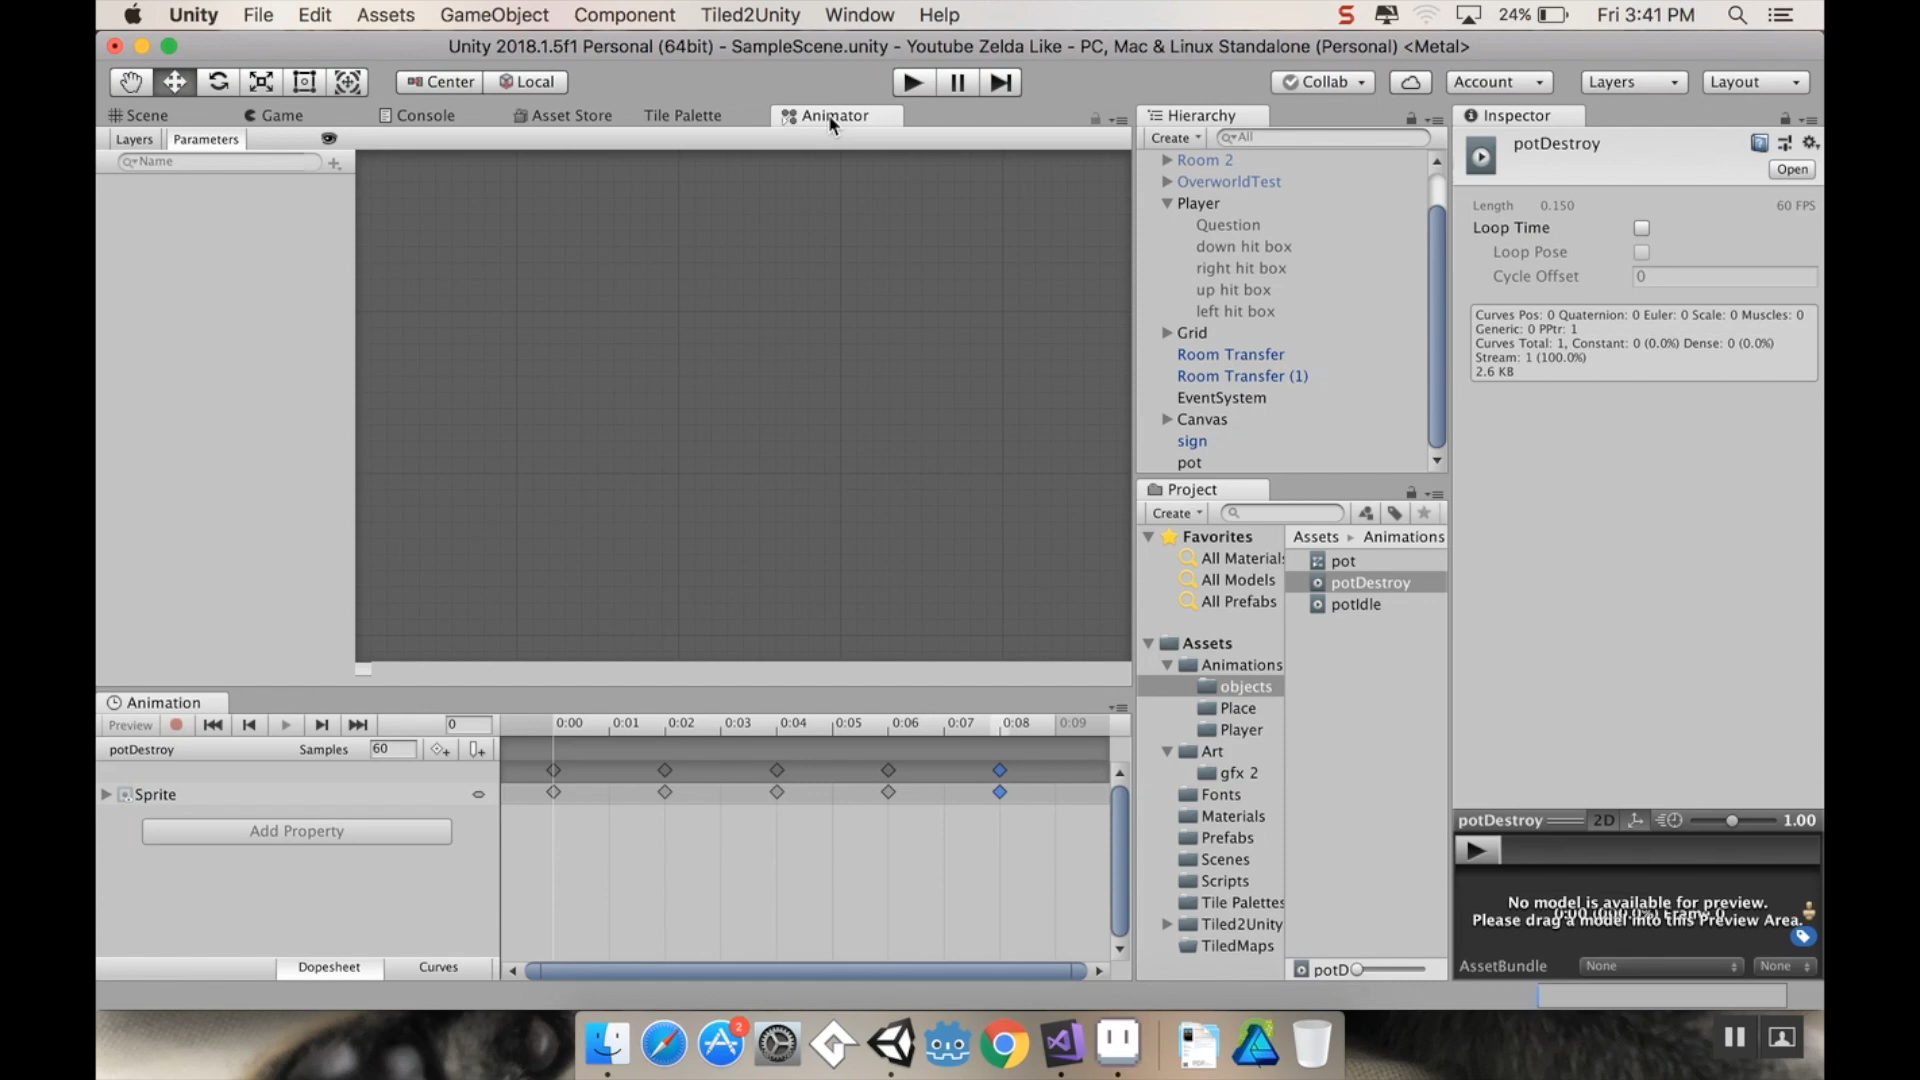 Unity File Edit Assets GameObject Component Tiled2Unity Window Help S 24% Fri 3:41 PM
Unity 2018.1.5f1 Personal (64bit) - SampleScene.unity - Youtube Zelda Like - PC, Mac & Linux Standalone (Personal) <Metal>
Center Local Collab Account Layers Layout
Scene Game Console Asset Store Tile Palette Animator
Layers Parameters
Name
Hierarchy
Create All
Room 2
OverworldTest
Player
Question
down hit box
right hit box
up hit box
left hit box
Grid
Room Transfer
Room Transfer (1)
EventSystem
Canvas
sign
pot
Inspector
potDestroy
Open
Length 0.150 60 FPS
Loop Time
Loop Pose
Cycle Offset 0
Curves Pos: 0 Quaternion: 0 Euler: 0 Scale: 0 Muscles: 0
Generic: 0 PPtr: 1
Curves Total: 1, Constant: 0 (0.0%) Dense: 0 (0.0%)
Stream: 1 (100.0%)
2.6 KB
Project
Create
Favorites
All Materials
All Models
All Prefabs
Assets
Animations
objects
Place
Player
Art
gfx 2
Fonts
Materials
Prefabs
Scenes
Scripts
Tile Palettes
Tiled2Unity
TiledMaps
Assets Animations
pot
potDestroy
potIdle
potD
Animation
Preview 0 0:00 0:01 0:02 0:03 0:04 0:05 0:06 0:07 0:08 0:09
potDestroy Samples 60
Sprite
Add Property
Dopesheet Curves
potDestroy 2D 1.00
No model is available for preview.
Please drag a model into this Preview Area.
AssetBundle None None
2
PDF